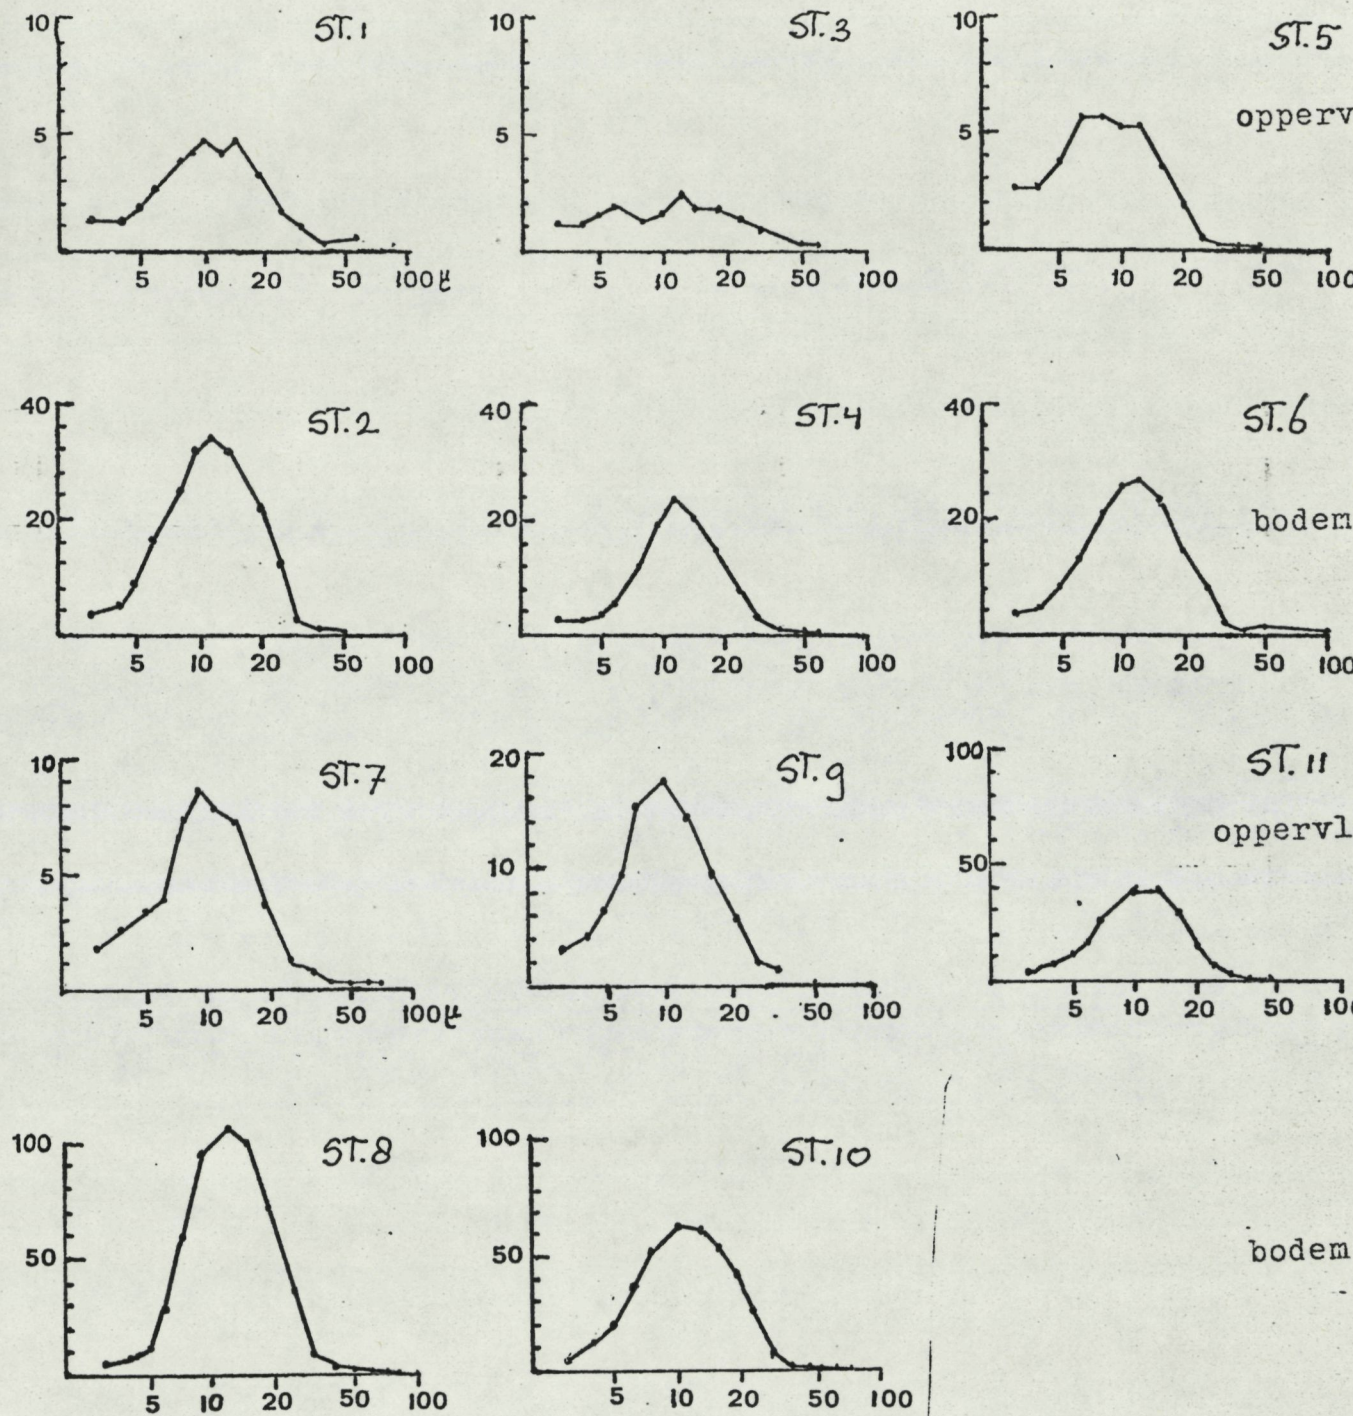 10 ST.1 10 ST.3 10 ST.5
5 5 5 opperv
5 10 20 50 100μ 5 10 20 50 100 5 10 20 50 100
40 ST.2 40 ST.4 40 ST.6
20 20 20 bodem
5 10 20 50 100 5 10 20 50 100 5 10 20 50 100
10 ST.7 20 ST.9 100 ST.11
5 10 50 oppervl
5 10 20 50 100μ 5 10 20 50 100 5 10 20 50 100
100 ST.8 100 ST.10
50 50 bodem
5 10 20 50 100 5 10 20 50 100